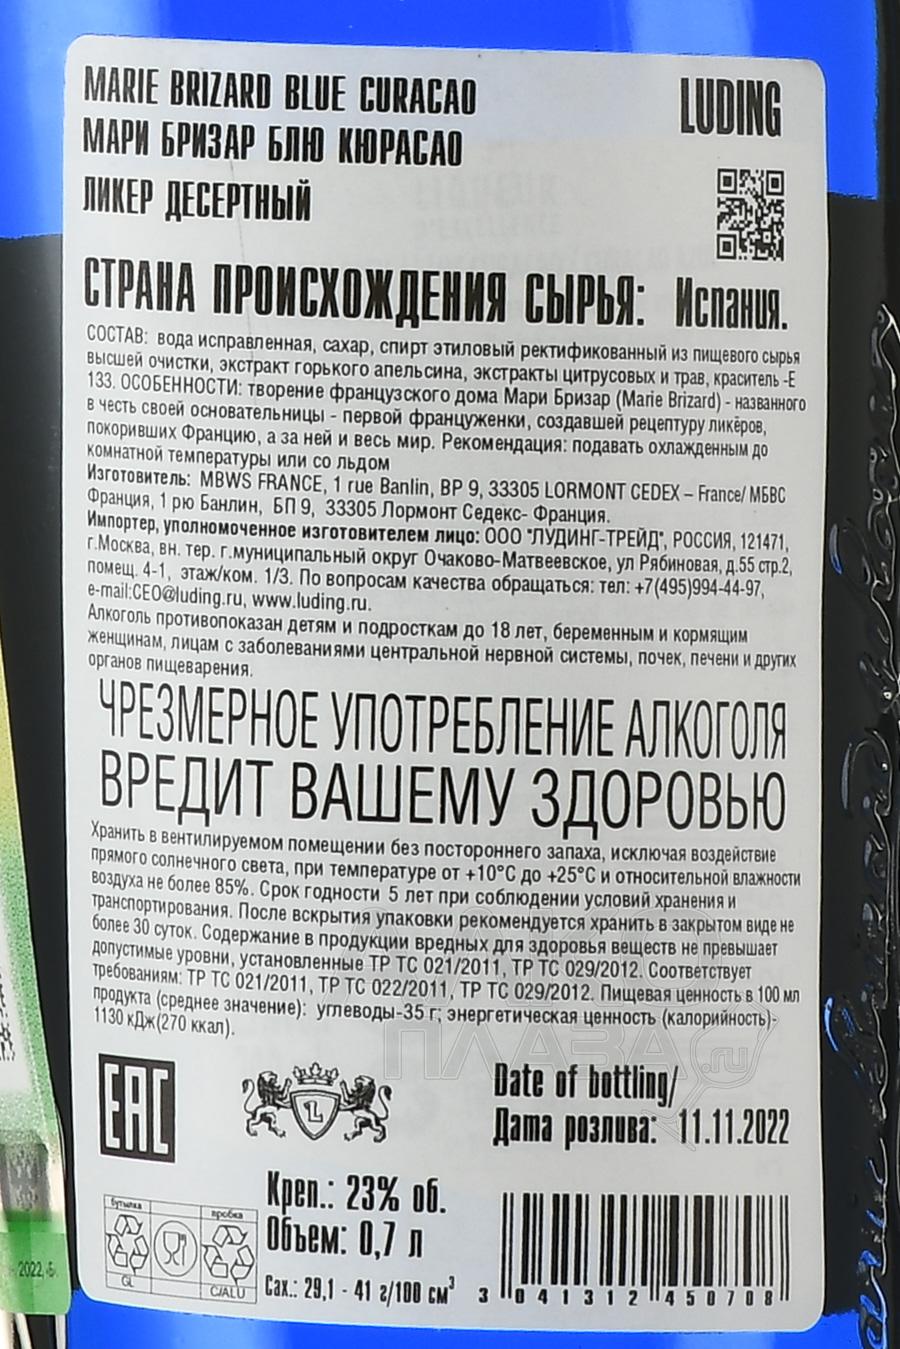 MARIE BRIZARD BLUE CURACAO
LUDING
МАРИ БРИЗАР БЛЮ КЮРАСАО
ЛИКЕР ДЕСЕРТНЫЙ
СТРАНА ПРОИСХОЖДЕНИЯ СЫРЬЯ: Испания.
СОСТАВ: вода исправленная, сахар, спирт этиловый ректификованный из пищевого сырья
высшей очистки, экстракт горького апельсина, экстракты цитрусовых и трав, краситель -Е
133. ОСОБЕННОСТИ: творение французского дома Мари Бризар (Marie Brizard) - названного
в честь своей основательницы - первой француженки, создавшей рецептуру ликёров,
покоривших Францию, а за ней и весь мир. Рекомендация: подавать охлажденным до
комнатной температуры или со льдом
Изготовитель: MBWS FRANCE, 1 rue Banlin, BP 9, 33305 LORMONT CEDEX – France/ МБВС
Франция, 1 рю Банлин, БП 9, 33305 Лормонт Седекс- Франция.
Импортер, уполномоченное изготовителем лицо: ООО "ЛУДИНГ-ТРЕЙД", РОССИЯ, 121471,
г.Москва, вн. тер. г.муниципальный округ Очаково-Матвеевское, ул Рябиновая, д.55 стр.2,
помещ. 4-1, этаж/ком. 1/3. По вопросам качества обращаться: тел: +7(495)994-44-97,
e-mail:CEO@luding.ru, www.luding.ru.
Алкоголь противопоказан детям и подросткам до 18 лет, беременным и кормящим
женщинам, лицам с заболеваниями центральной нервной системы, почек, печени и других
органов пищеварения.
ЧРЕЗМЕРНОЕ УПОТРЕБЛЕНИЕ АЛКОГОЛЯ
ВРЕДИТ ВАШЕМУ ЗДОРОВЬЮ
Хранить в вентилируемом помещении без постороннего запаха, исключая воздействие
прямого солнечного света, при температуре от +10°С до +25°С и относительной влажности
воздуха не более 85%. Срок годности 5 лет при соблюдении условий хранения и
транспортирования. После вскрытия упаковки рекомендуется хранить в закрытом виде не
более 30 суток. Содержание в продукции вредных для здоровья веществ не превышает
допустимые уровни, установленные ТР ТС 021/2011, ТР ТС 029/2012. Соответствует
требованиям: ТР ТС 021/2011, ТР ТС 022/2011, ТР ТС 029/2012. Пищевая ценность в 100 мл
продукта (среднее значение): углеводы-35 г; энергетическая ценность (калорийность)-
1130 кДж(270 ккал).
АЛКО
ПЛАЗА.ru
EAC
L
Date of bottling/
Дата розлива: 11.11.2022
Креп.: 23% об.
Объем: 0,7 л
Сах.: 29,1 - 41 г/100 см³
бутылка
пробка
GL
C/ALU
3 041312 450708
2022